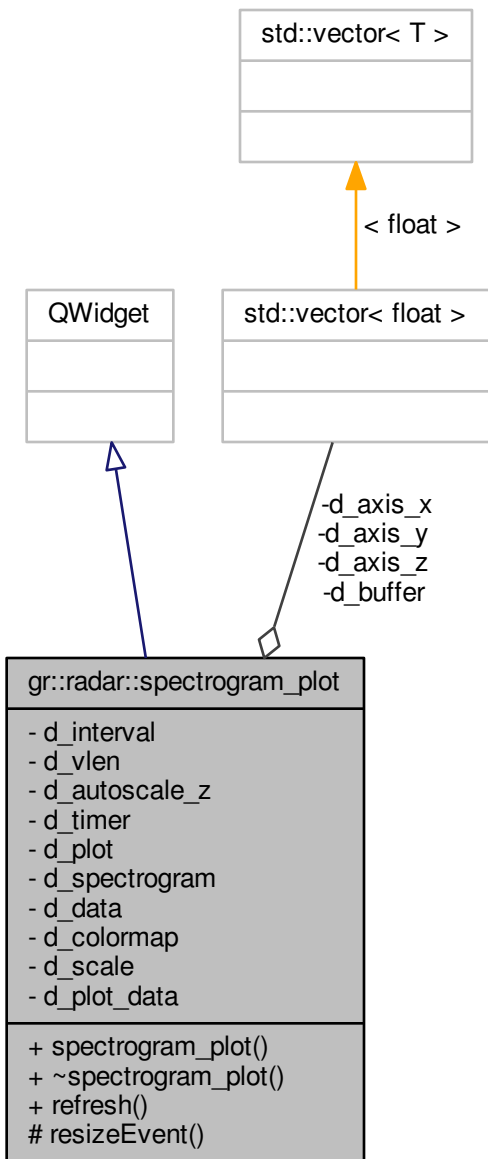 std::vector< T >
< float >
QWidget
std::vector< float >
-d_axis_x
-d_axis_y
-d_axis_z
-d_buffer
gr::radar::spectrogram_plot
- d_interval
- d_vlen
- d_autoscale_z
- d_timer
- d_plot
- d_spectrogram
- d_data
- d_colormap
- d_scale
- d_plot_data
+ spectrogram_plot()
+ ~spectrogram_plot()
+ refresh()
# resizeEvent()